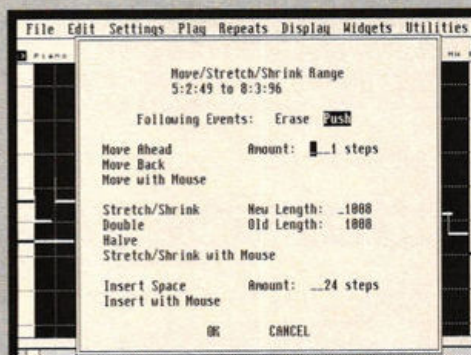 File Edit Settings Play Repeats Display Widgets Utilities
Piano
Move/Stretch/Shrink Range
5:2:49 to 8:3:96
Following Events: Erase Push
Move Ahead Amount: __1 steps
Move Back
Move with Mouse
Stretch/Shrink New Length: _1008
Double Old Length: 1008
Halve
Stretch/Shrink with Mouse
Insert Space Amount: __24 steps
Insert with Mouse
OK CANCEL